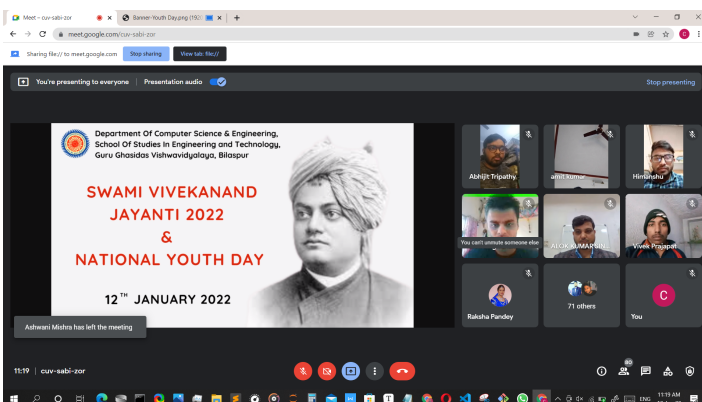 Meet – cuv-sabi-zor
Banner-Youth Day.png (192
meet.google.com/cuv-sabi-zor
Sharing file:// to meet.google.com
Stop sharing
View tab: file://
You're presenting to everyone
Presentation audio
Stop presenting
Department Of Computer Science & Engineering,
School Of Studies In Engineering and Technology,
Guru Ghasidas Vishwavidyalaya, Bilaspur
SWAMI VIVEKANAND
JAYANTI 2022
&
NATIONAL YOUTH DAY
12TH JANUARY 2022
Ashwani Mishra has left the meeting
Abhijit Tripathy
amit kumar
Himanshu
You can't unmute someone else
ALOK KUMAR SIN
Vivek Prajapat
Raksha Pandey
71 others
C
You
11:19 | cuv-sabi-zor
80
ENG
11:19 AM